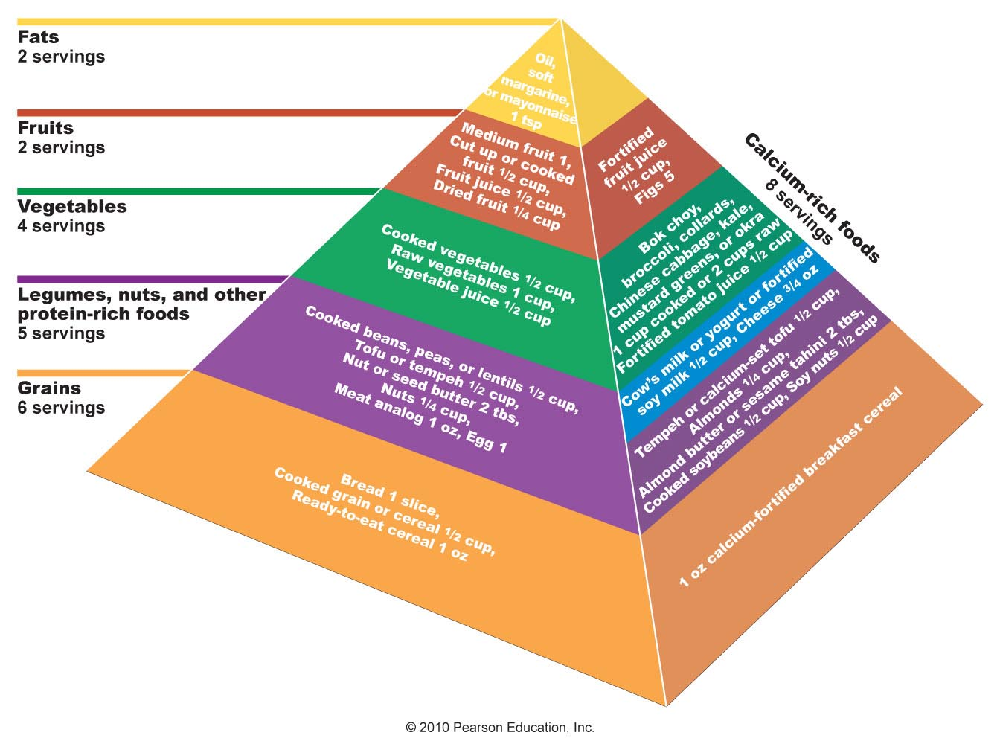 Fats
2 servings
Fruits
2 servings
Vegetables
4 servings
Legumes, nuts, and other
protein-rich foods
5 servings
Grains
6 servings
Oil,
soft
margarine,
or mayonnaise
1 tsp
Medium fruit 1,
Cut up or cooked
fruit 1/2 cup,
Fruit juice 1/2 cup,
Dried fruit 1/4 cup
Cooked vegetables 1/2 cup,
Raw vegetables 1 cup,
Vegetable juice 1/2 cup
Cooked beans, peas, or lentils 1/2 cup,
Tofu or tempeh 1/2 cup,
Nut or seed butter 2 tbs,
Nuts 1/4 cup,
Meat analog 1 oz, Egg 1
Bread 1 slice,
Cooked grain or cereal 1/2 cup,
Ready-to-eat cereal 1 oz
Calcium-rich foods
8 servings
Fortified
fruit juice
1/2 cup,
Figs 5
Bok choy,
broccoli, collards,
Chinese cabbage, kale,
mustard greens, or okra
1 cup cooked or 2 cups raw
Fortified tomato juice 1/2 cup
Cow's milk or yogurt or fortified
soy milk 1/2 cup, Cheese 3/4 oz
Tempeh or calcium-set tofu 1/2 cup,
Almonds 1/4 cup,
Almond butter or sesame tahini 2 tbs,
Cooked soybeans 1/2 cup, Soy nuts 1/2 cup
1 oz calcium-fortified breakfast cereal
© 2010 Pearson Education, Inc.